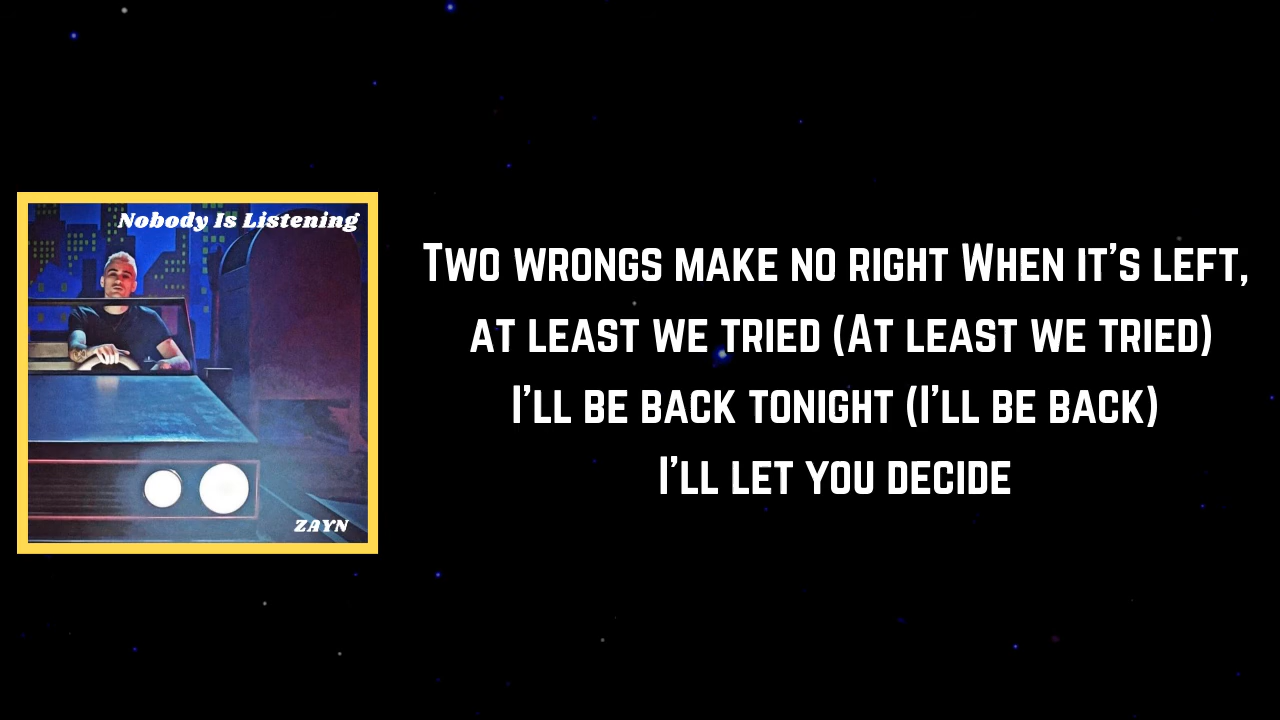 Nobody Is Listening
ZAYN
Two wrongs make no right When it's left,
at least we tried (At least we tried)
I'll be back tonight (I'll be back)
I'll let you decide